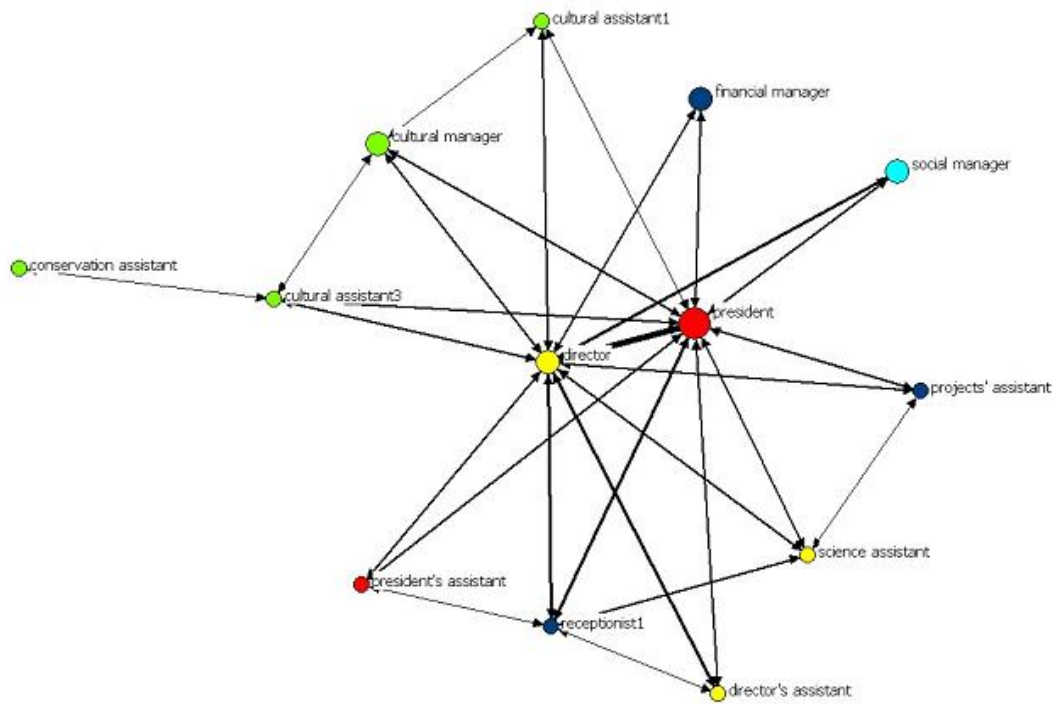 cultural assistant1
financial manager
cultural manager
social manager
conservation assistant
cultural assistant3
president
director
projects' assistant
science assistant
president's assistant
receptionist1
director's assistant